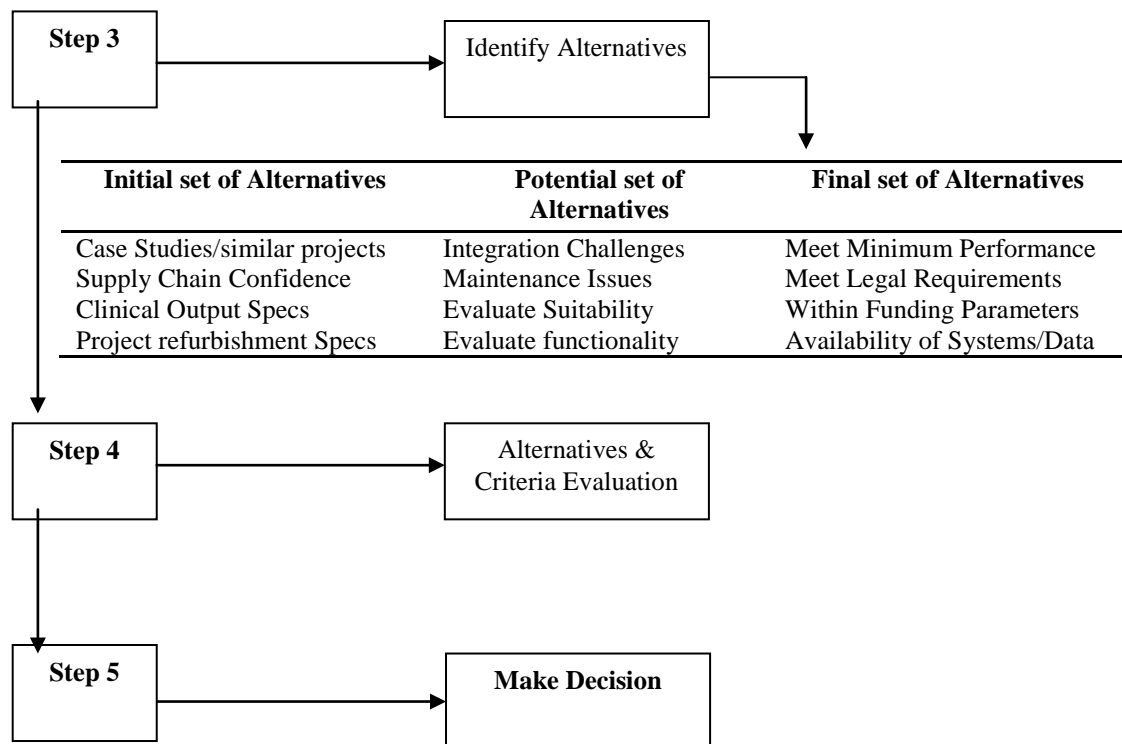 Step 3
Identify Alternatives
Initial set of Alternatives
Potential set of
Alternatives
Final set of Alternatives
Case Studies/similar projects
Supply Chain Confidence
Clinical Output Specs
Project refurbishment Specs
Integration Challenges
Maintenance Issues
Evaluate Suitability
Evaluate functionality
Meet Minimum Performance
Meet Legal Requirements
Within Funding Parameters
Availability of Systems/Data
Step 4
Alternatives &
Criteria Evaluation
Step 5
Make Decision